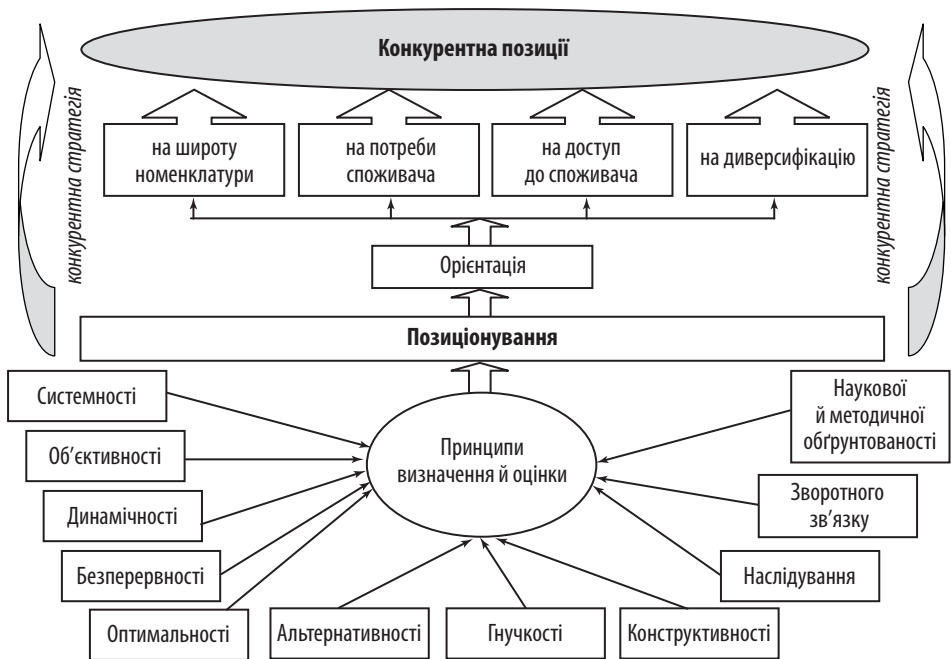 Конкурентна позиції
конкурентна стратегія
конкурентна стратегія
на широту
номенклатури
на потреби
споживача
на доступ
до споживача
на диверсифікацію
Орієнтація
Позиціонування
Системності
Об’єктивності
Динамічності
Безперервності
Оптимальності
Принципи
визначення й оцінки
Наукової
й методичної
обґрунтованості
Зворотного
зв’язку
Наслідування
Альтернативності
Гнучкості
Конструктивності